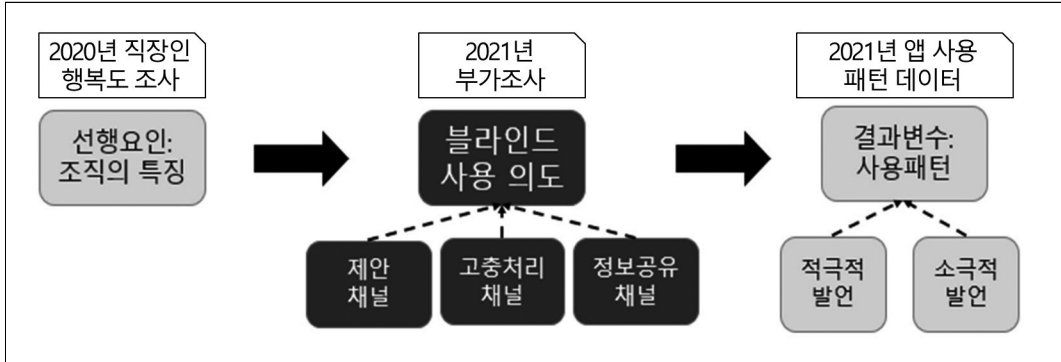 2020년 직장인
행복도 조사
2021년
부가조사
2021년 앱 사용
패턴 데이터
선행요인:
조직의 특징
블라인드
사용 의도
결과변수:
사용패턴
제안
채널
고충처리
채널
정보공유
채널
적극적
발언
소극적
발언